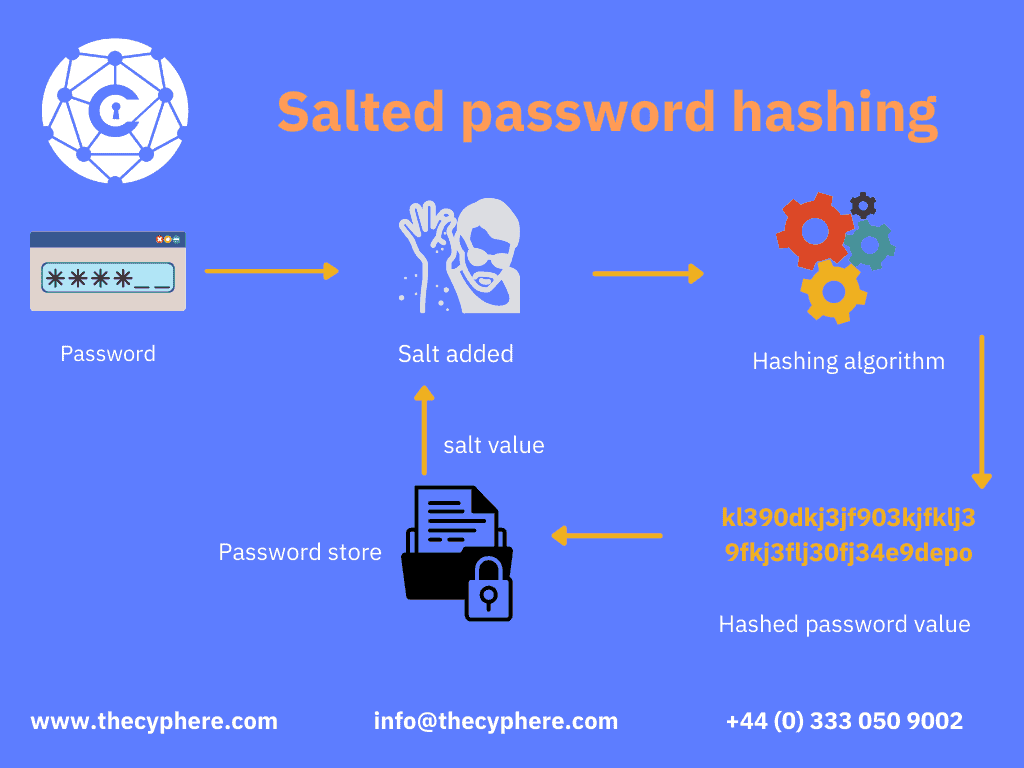 Salted password hashing
****__
Password
Salt added
Hashing algorithm
salt value
kl390dkj3jf903kjfklj3
9fkj3flj30fj34e9depo
Password store
Hashed password value
www.thecyphere.com
info@thecyphere.com
+44 (0) 333 050 9002